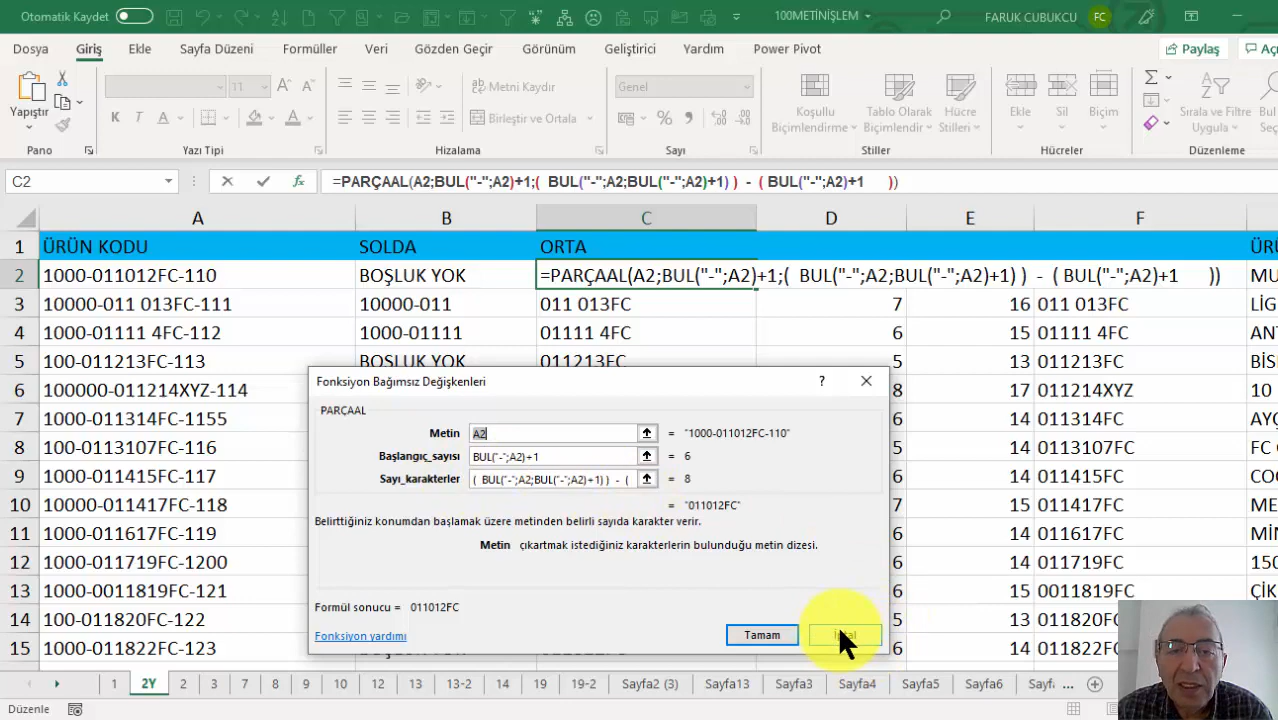 Otomatik Kaydet
100METİNİŞLEM
FARUK CUBUKCU
FC
Dosya Giriş Ekle Sayfa Düzeni Formüller Veri Gözden Geçir Görünüm Geliştirici Yardım Power Pivot Paylaş
Yapıştır
11
K T A
Metni Kaydır
Birleştir ve Ortala
Genel
Koşullu Biçimlendirme
Tablo Olarak Biçimlendir
Hücre Stilleri
Ekle
Sil
Biçim
Sırala ve Filtre Uygula
Pano Yazı Tipi Hizalama Sayı Stiller Hücreler Düzenleme
C2 fx =PARÇAAL(A2;BUL("-";A2)+1;( BUL("-";A2;BUL("-";A2)+1) ) - ( BUL("-";A2)+1 ))
A B C D E F
1 ÜRÜN KODU SOLDA ORTA ÜRÜ
2 1000-011012FC-110 BOŞLUK YOK =PARÇAAL(A2;BUL("-";A2)+1;( BUL("-";A2;BUL("-";A2)+1) ) - ( BUL("-";A2)+1 )) MU
3 10000-011 013FC-111 10000-011 011 013FC 7 16 011 013FC LİG
4 1000-01111 4FC-112 1000-01111 01111 4FC 6 15 01111 4FC ANT
5 100-011213FC-113 BOŞLUK YOK 011213FC 5 13 011213FC BİS
6 100000-011214XYZ-114 8 17 011214XYZ 10
7 1000-011314FC-1155 6 14 011314FC AYÇ
8 1000-0113107FC-116 6 14 0113107FC FC
9 1000-011415FC-117 6 14 011415FC CO
10 10000-011417FC-118 7 15 011417FC ME
11 1000-011617FC-119 6 14 011617FC MİN
12 1000-011719FC-1200 6 14 011719FC 150
13 1000-0011819FC-121 6 15 0011819FC ÇİK
14 100-011820FC-122 5 13 011820FC
15 1000-011822FC-123 6 14 011822FC
Fonksiyon Bağımsız Değişkenleri ?
PARÇAAL
Metin A2 = "1000-011012FC-110"
Başlangıç_sayısı BUL("-";A2)+1 = 6
Sayı_karakterler ( BUL("-";A2;BUL("-";A2)+1) ) - ( = 8
= "011012FC"
Belirttiğiniz konumdan başlamak üzere metinden belirli sayıda karakter verir.
Metin çıkartmak istediğiniz karakterlerin bulunduğu metin dizesi.
Formül sonucu = 011012FC
Fonksiyon yardımı
Tamam
1 2Y 2 3 7 8 9 10 12 13 13-2 14 19 19-2 Sayfa2 (3) Sayfa13 Sayfa3 Sayfa4 Sayfa5 Sayfa6 ...
Düzenle